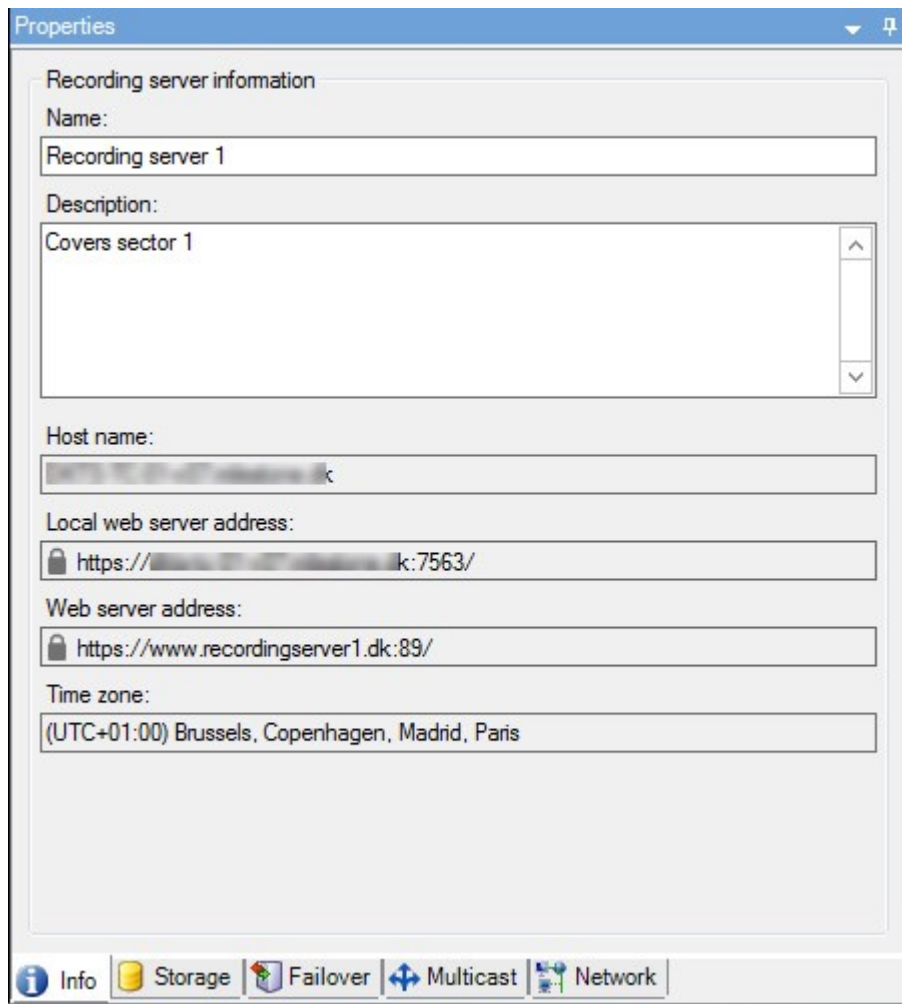 Properties
Recording server information
Name:
Recording server 1
Description:
Covers sector 1
Host name:
k
Local web server address:
https:// k:7563/
Web server address:
https://www.recordingserver1.dk:89/
Time zone:
(UTC+01:00) Brussels, Copenhagen, Madrid, Paris
Info Storage Failover Multicast Network